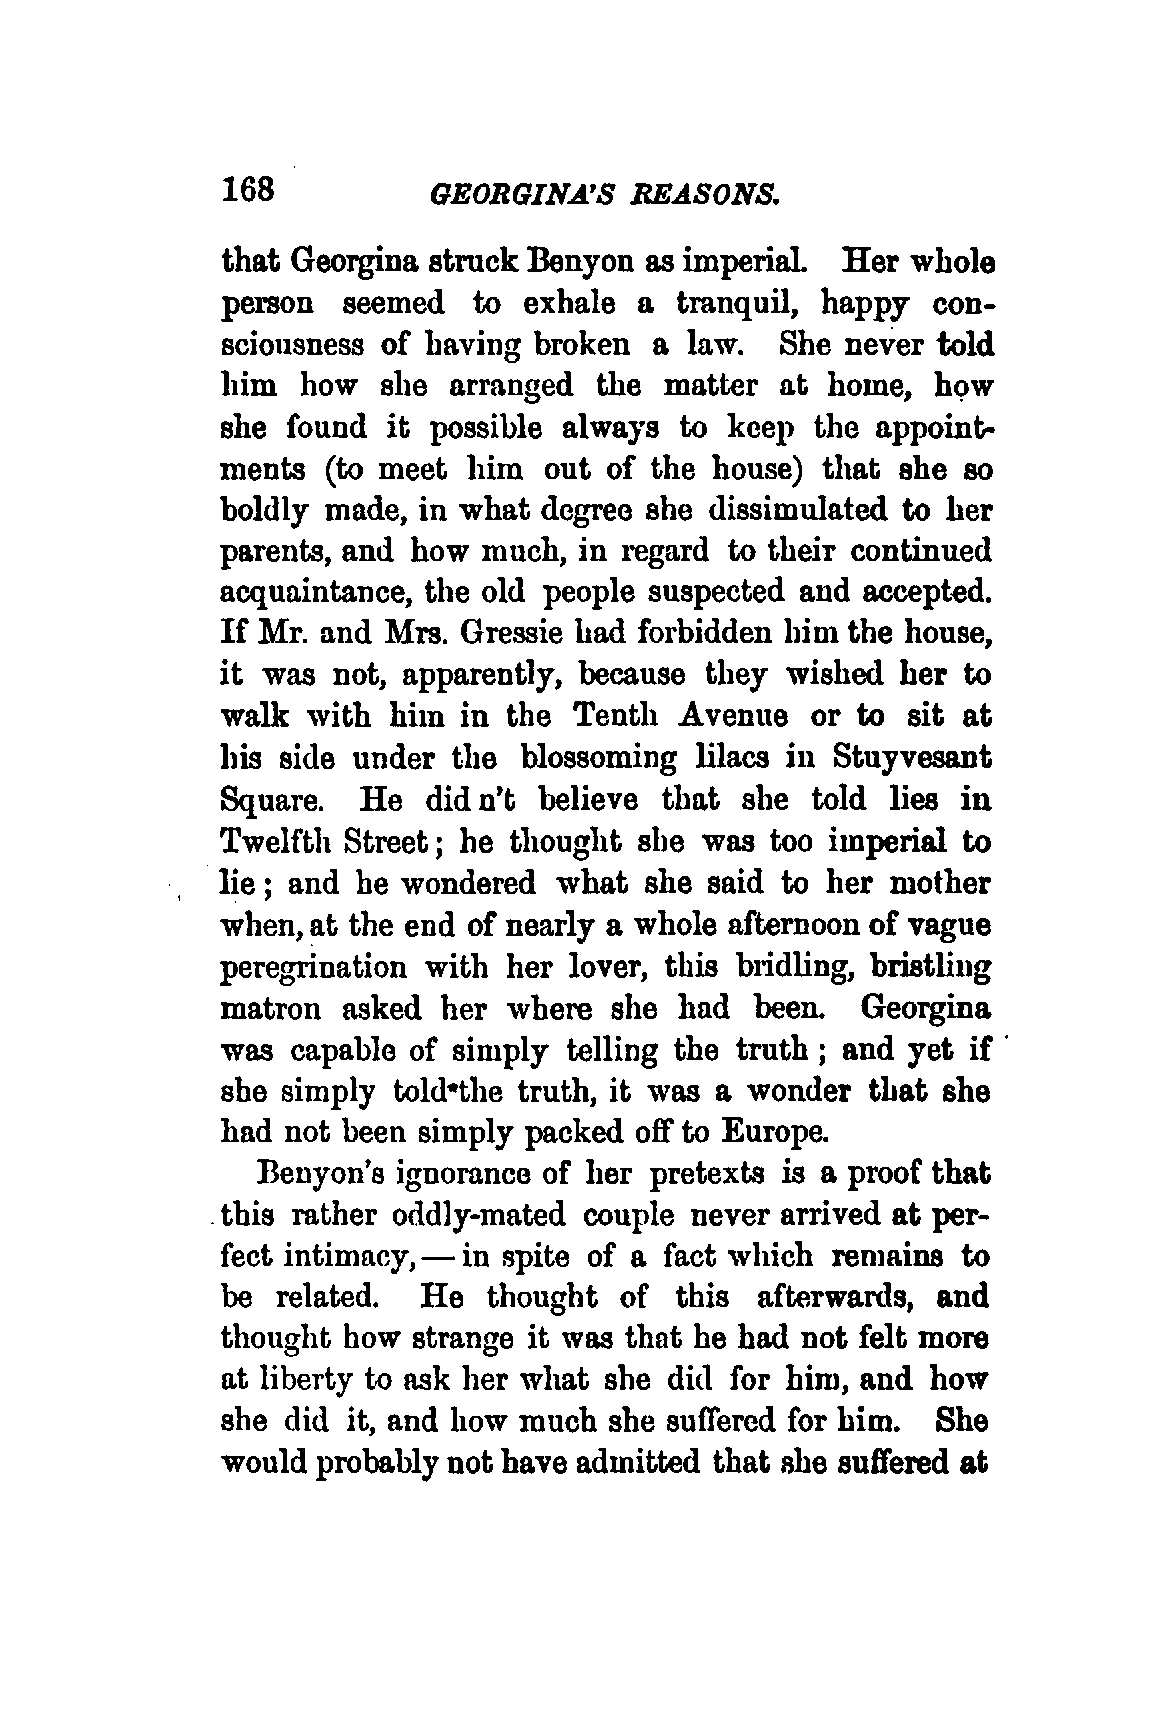 168 GEORGINA'S REASONS.
that Georgina struck Benyon as imperial. Her whole
person seemed to exhale a tranquil, happy con-
sciousness of having broken a law. She never told
him how she arranged the matter at home, how
she found it possible always to keep the appoint-
ments (to meet him out of the house) that she so
boldly made, in what degree she dissimulated to her
parents, and how much, in regard to their continued
acquaintance, the old people suspected and accepted.
If Mr. and Mrs. Gressie had forbidden him the house,
it was not, apparently, because they wished her to
walk with him in the Tenth Avenue or to sit at
his side under the blossoming lilacs in Stuyvesant
Square. He didn't believe that she told lies in
Twelfth Street; he thought she was too imperial to
lie; and he wondered what she said to her mother
when, at the end of nearly a whole afternoon of vague
peregrination with her lover, this bridling, bristling
matron asked her where she had been. Georgina
was capable of simply telling the truth; and yet if
she simply told the truth, it was a wonder that she
had not been simply packed off to Europe.
Benyon's ignorance of her pretexts is a proof that
this rather oddly-mated couple never arrived at per-
fect intimacy,—in spite of a fact which remains to
be related. He thought of this afterwards, and
thought how strange it was that he had not felt more
at liberty to ask her what she did for him, and how
she did it, and how much she suffered for him. She
would probably not have admitted that she suffered at